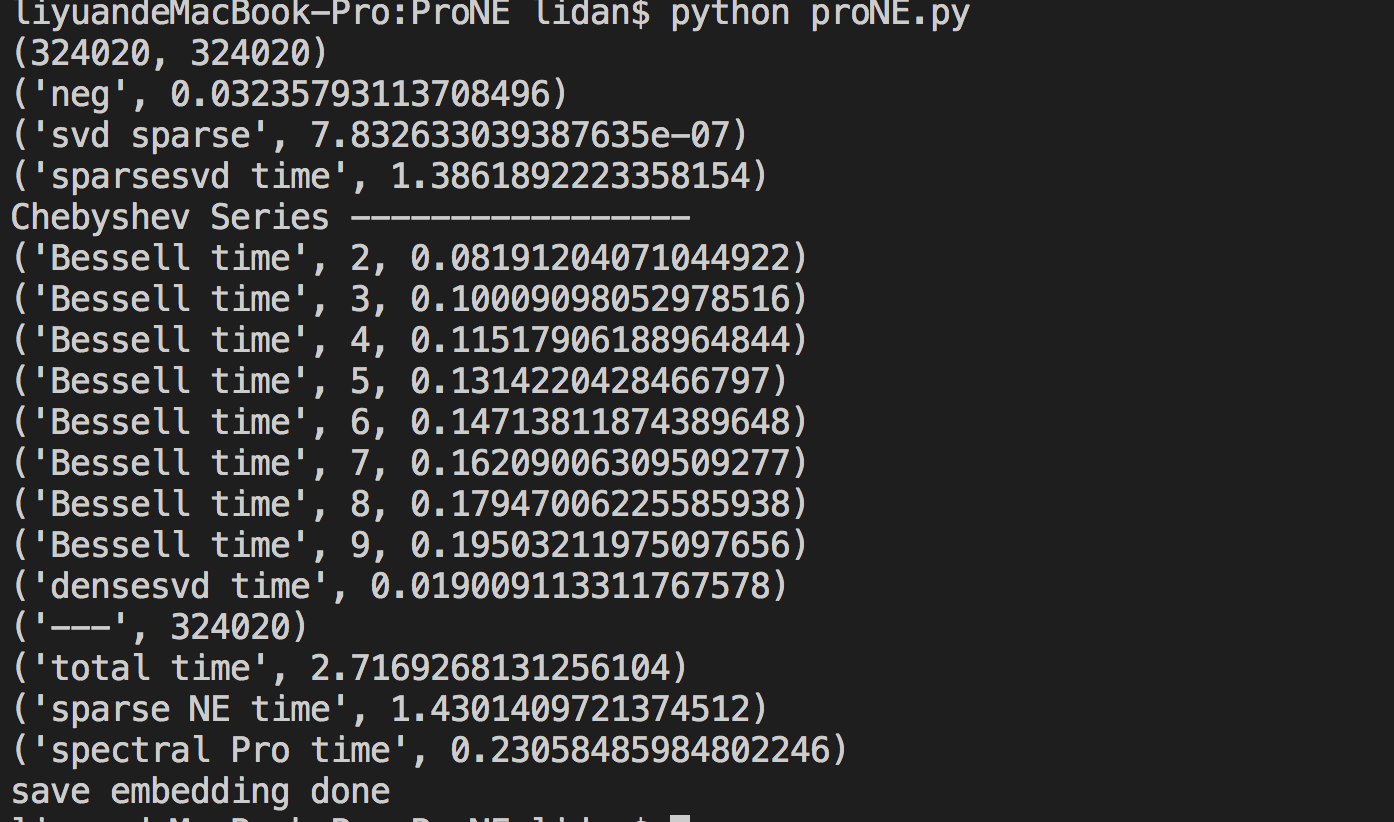 liyuandeMacBook-Pro:ProNE lidan$ python proNE.py
(324020, 324020)
('neg', 0.03235793113708496)
('svd sparse', 7.832633039387635e-07)
('sparsesvd time', 1.3861892223358154)
Chebyshev Series -----------------
('Bessell time', 2, 0.08191204071044922)
('Bessell time', 3, 0.10009098052978516)
('Bessell time', 4, 0.11517906188964844)
('Bessell time', 5, 0.1314220428466797)
('Bessell time', 6, 0.14713811874389648)
('Bessell time', 7, 0.16209006309509277)
('Bessell time', 8, 0.17947006225585938)
('Bessell time', 9, 0.19503211975097656)
('densesvd time', 0.019009113311767578)
('---', 324020)
('total time', 2.7169268131256104)
('sparse NE time', 1.4301409721374512)
('spectral Pro time', 0.23058485984802246)
save embedding done